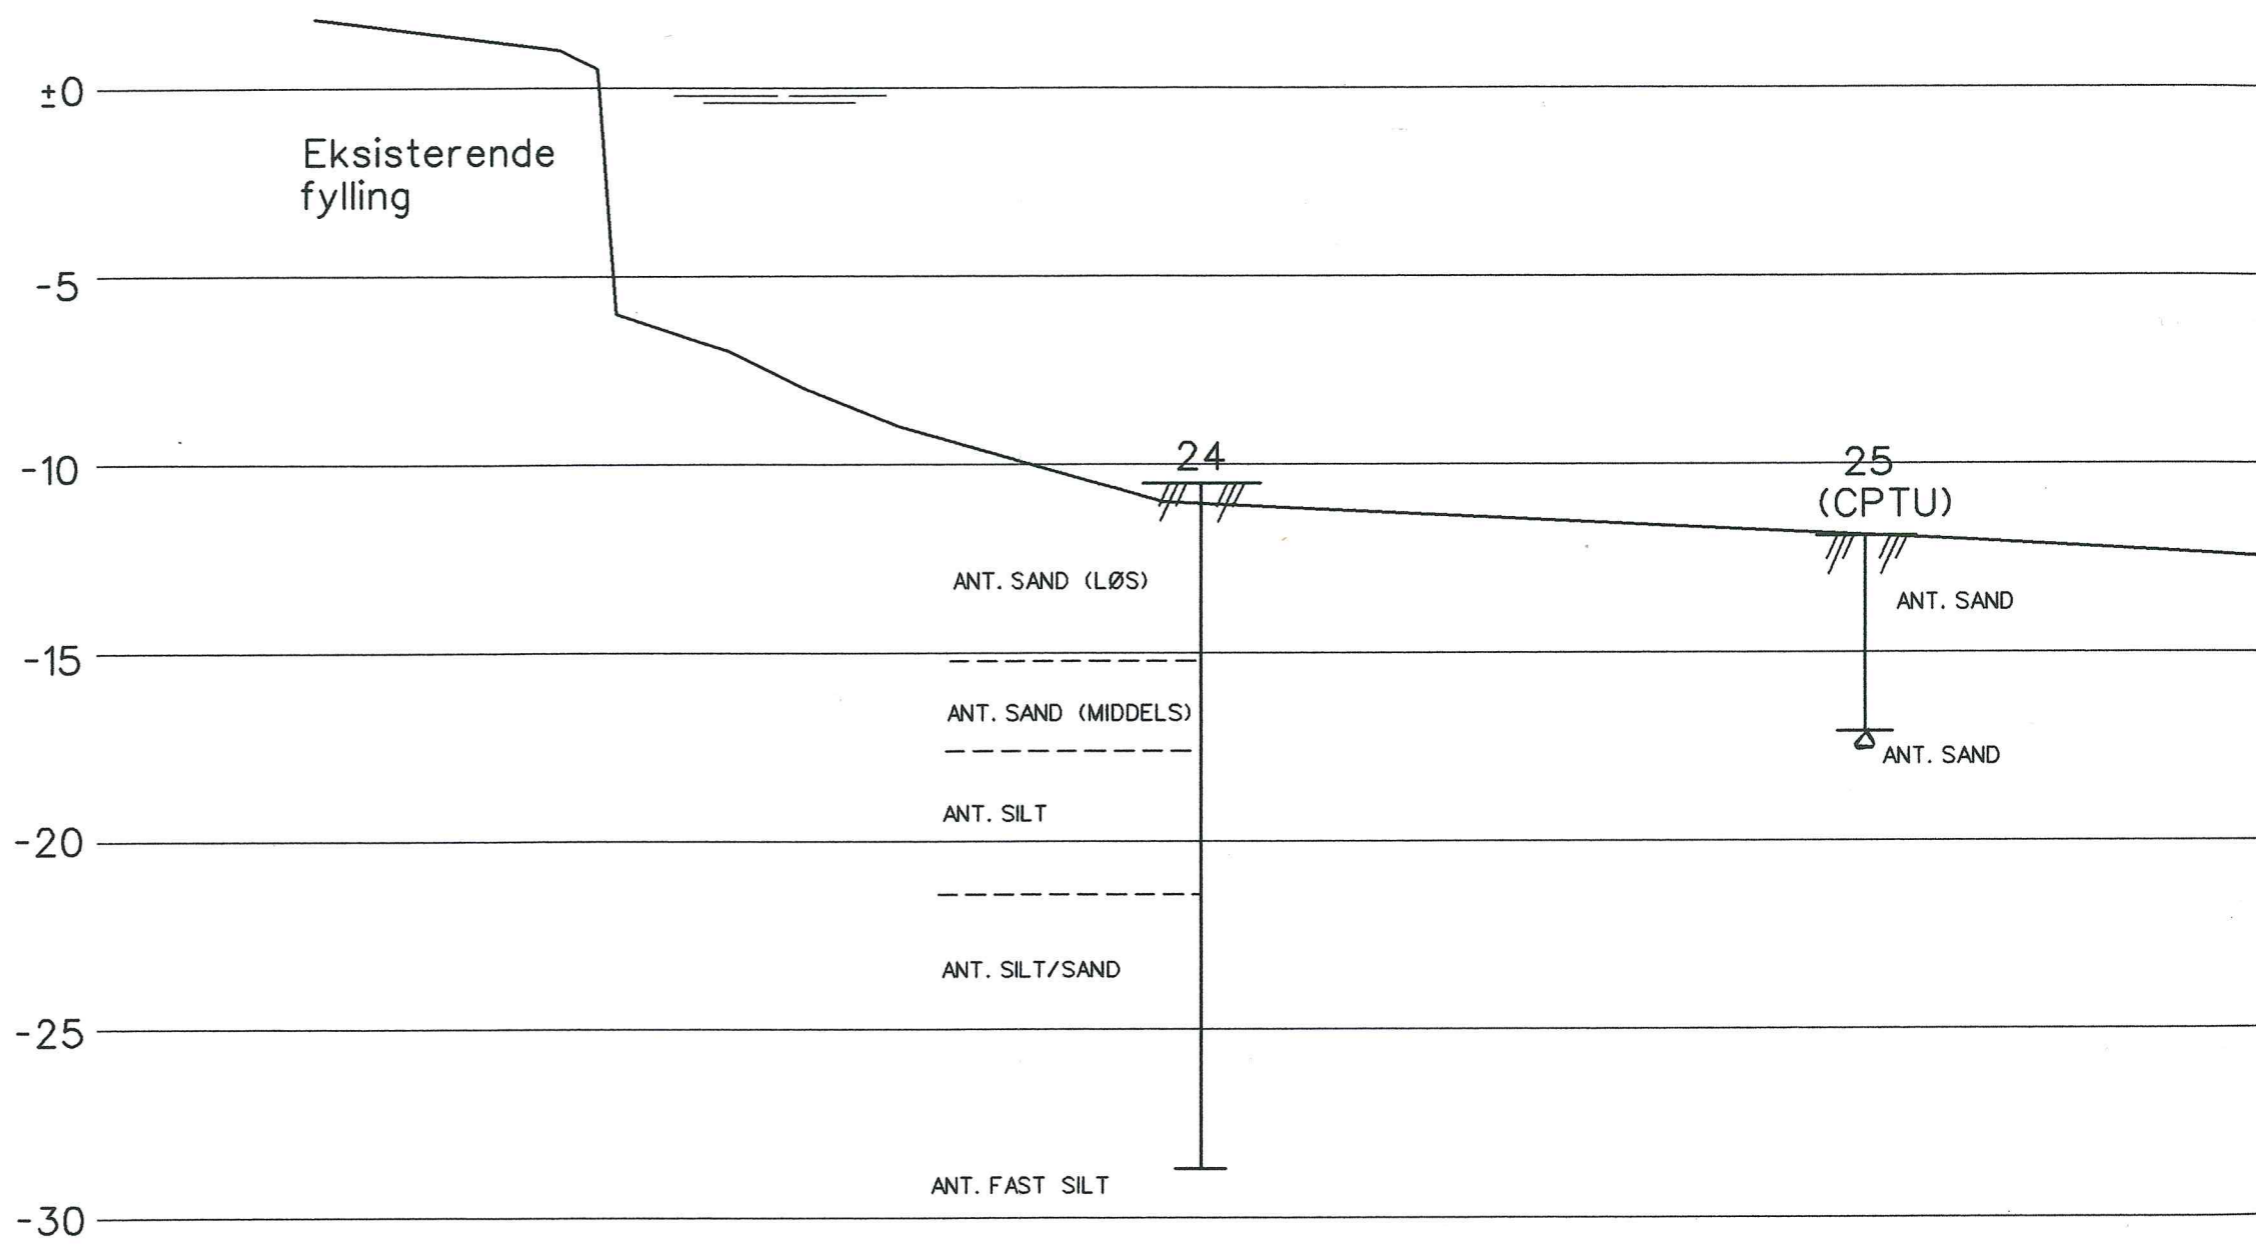 ±0
Eksisterende
fylling
-5
-10
24
25
(CPTU)
ANT. SAND (LØS)
ANT. SAND
-15
ANT. SAND (MIDDELS)
ANT. SAND
ANT. SILT
-20
ANT. SILT/SAND
-25
ANT. FAST SILT
-30